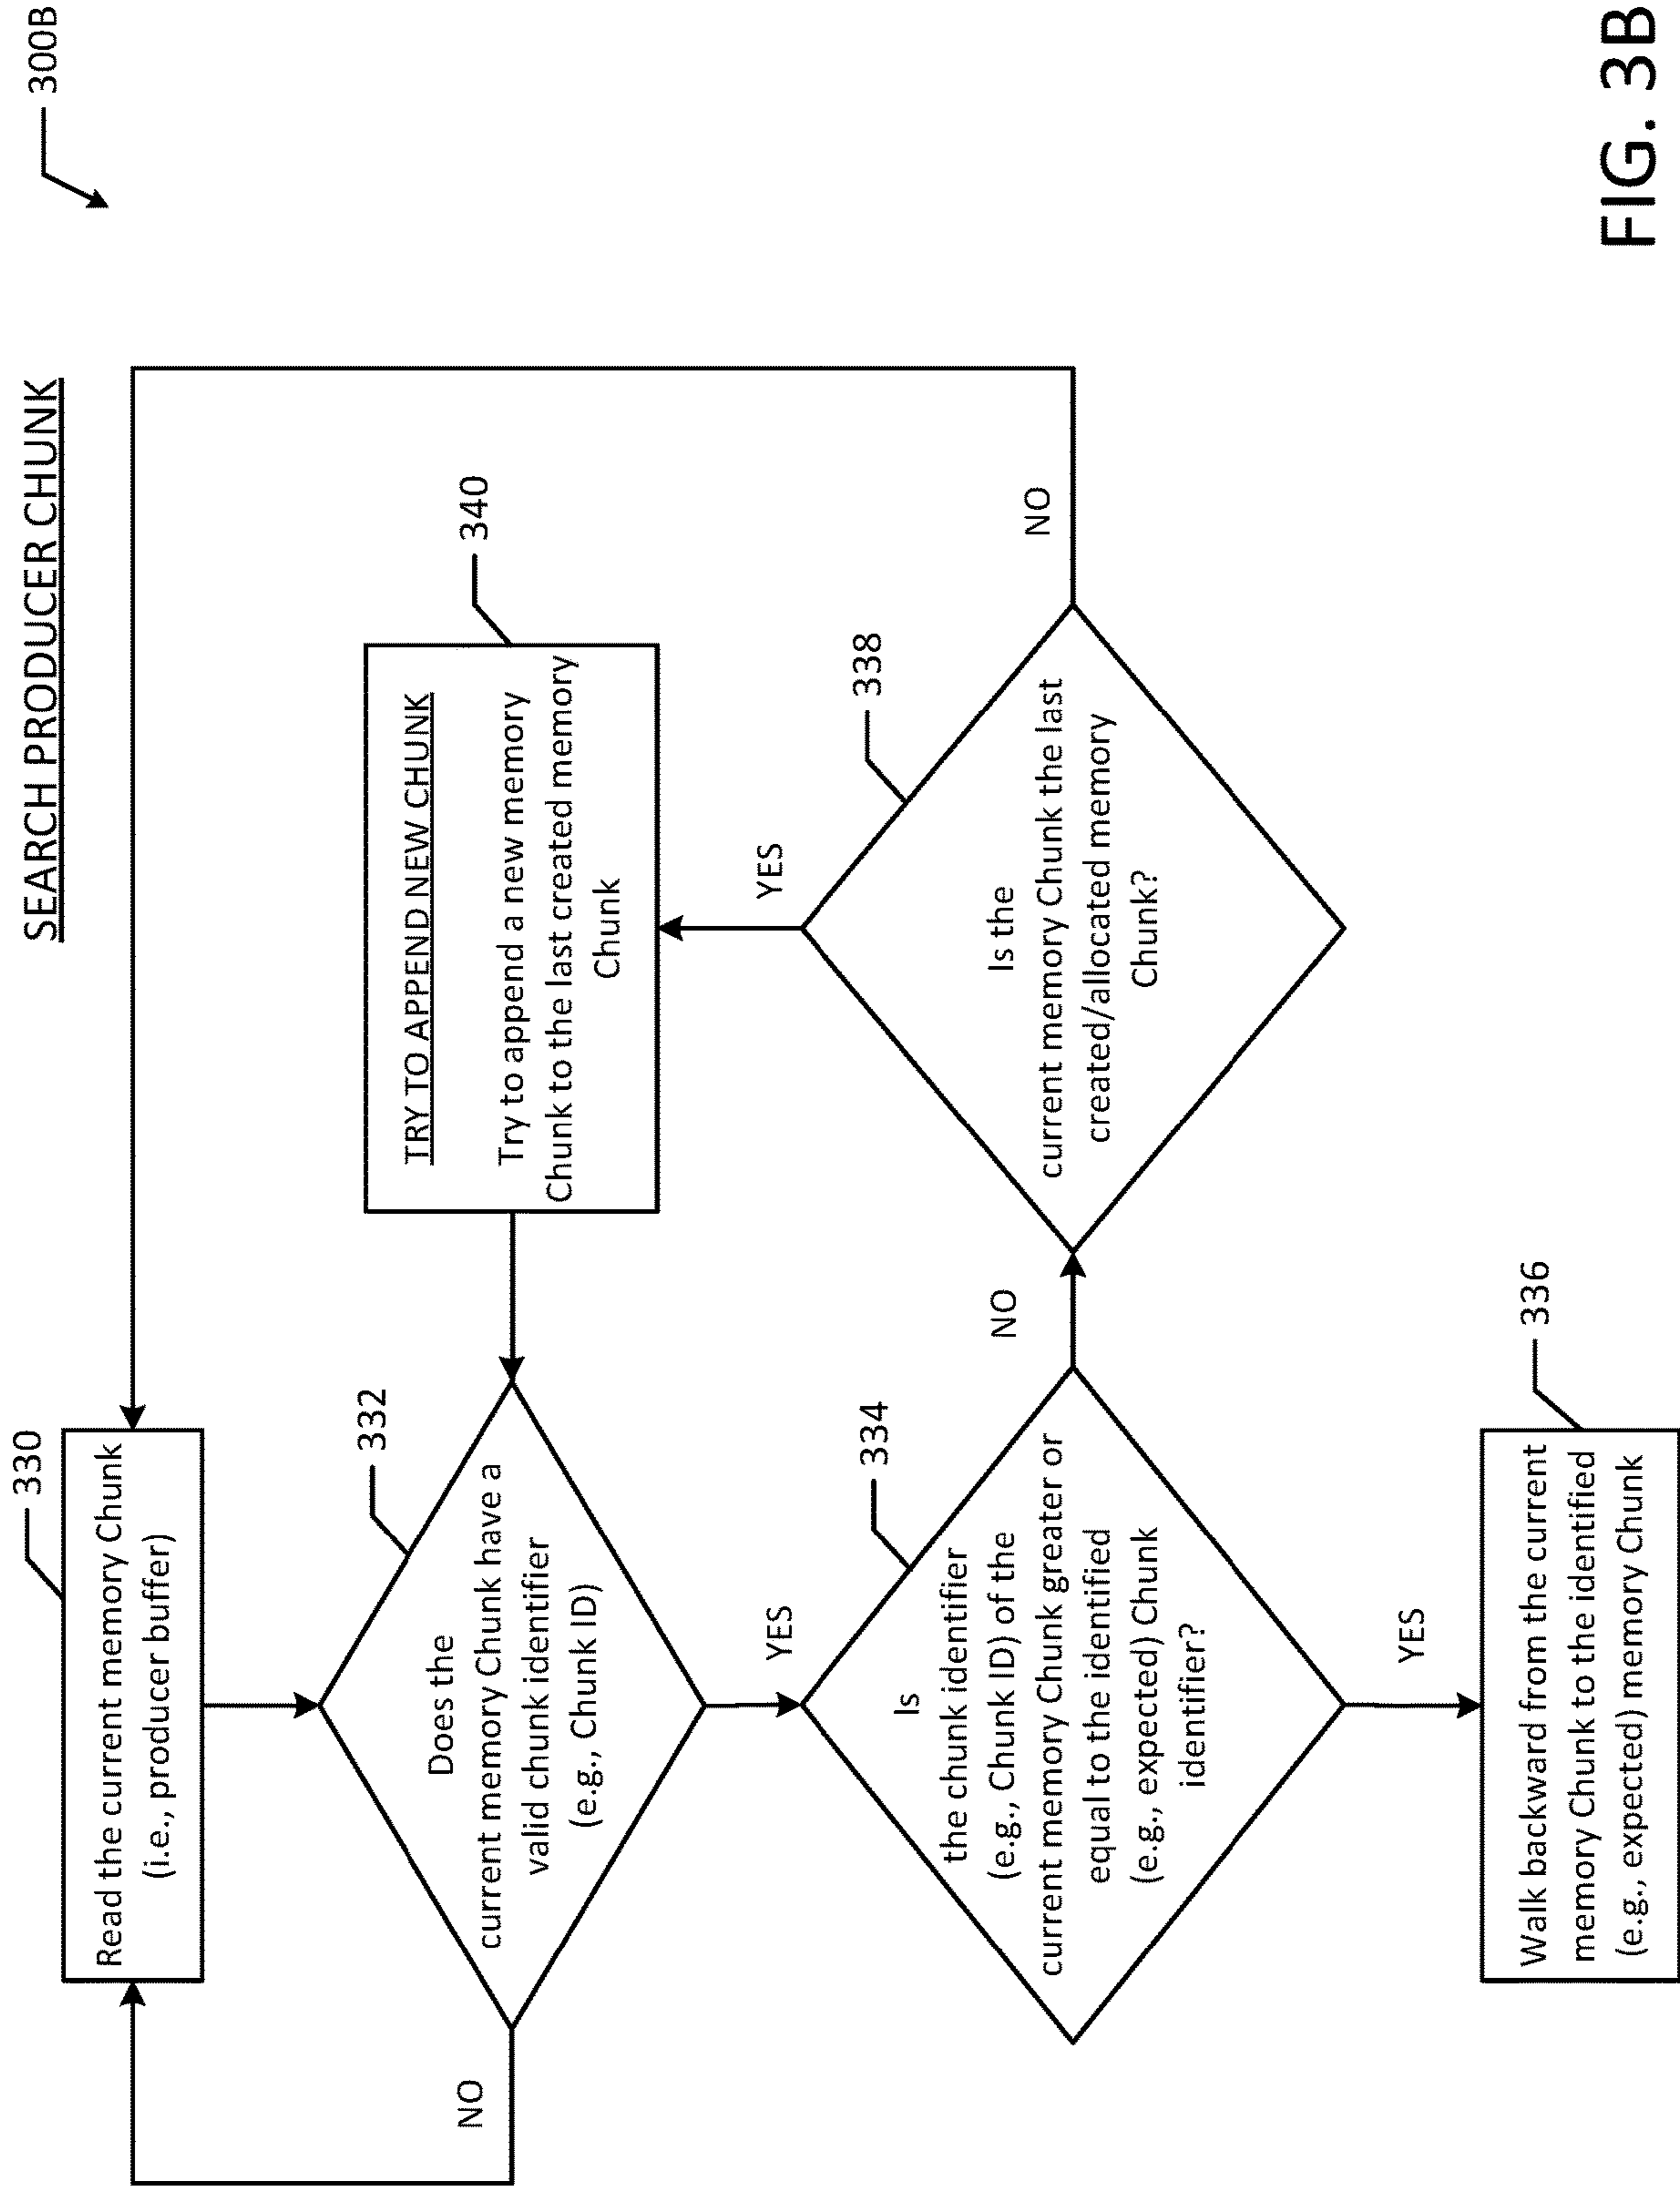 SEARCH PRODUCER CHUNK
300B
330
Read the current memory Chunk
(i.e., producer buffer)
332
Does the
current memory Chunk have a
valid chunk identifier
(e.g., Chunk ID)
NO
YES
340
TRY TO APPEND NEW CHUNK
Try to append a new memory
Chunk to the last created memory
Chunk
334
Is
the chunk identifier
(e.g., Chunk ID) of the
current memory Chunk greater or
equal to the identified
(e.g., expected) Chunk
identifier?
NO
YES
338
Is the
current memory Chunk the last
created/allocated memory
Chunk?
YES
NO
336
Walk backward from the current
memory Chunk to the identified
(e.g., expected) memory Chunk
FIG. 3B